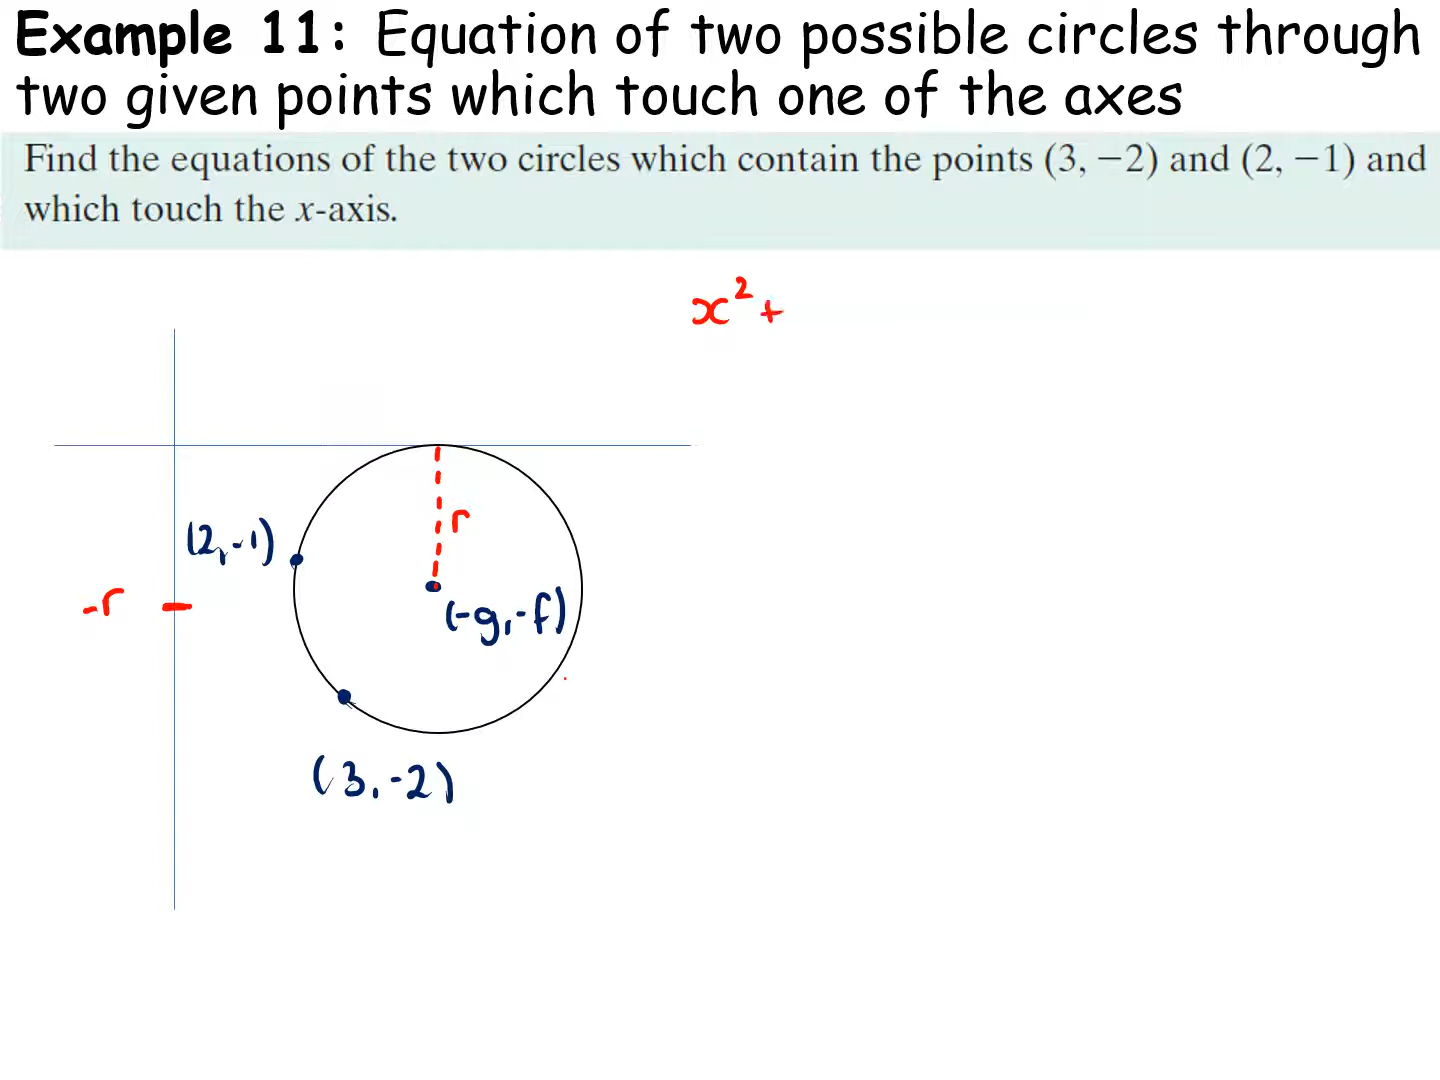 Example 11: Equation of two possible circles through
two given points which touch one of the axes
Find the equations of the two circles which contain the points (3, −2) and (2, −1) and
which touch the x-axis.
x² +
r
(2, -1)
-r
(-g, -f)
(3, -2)